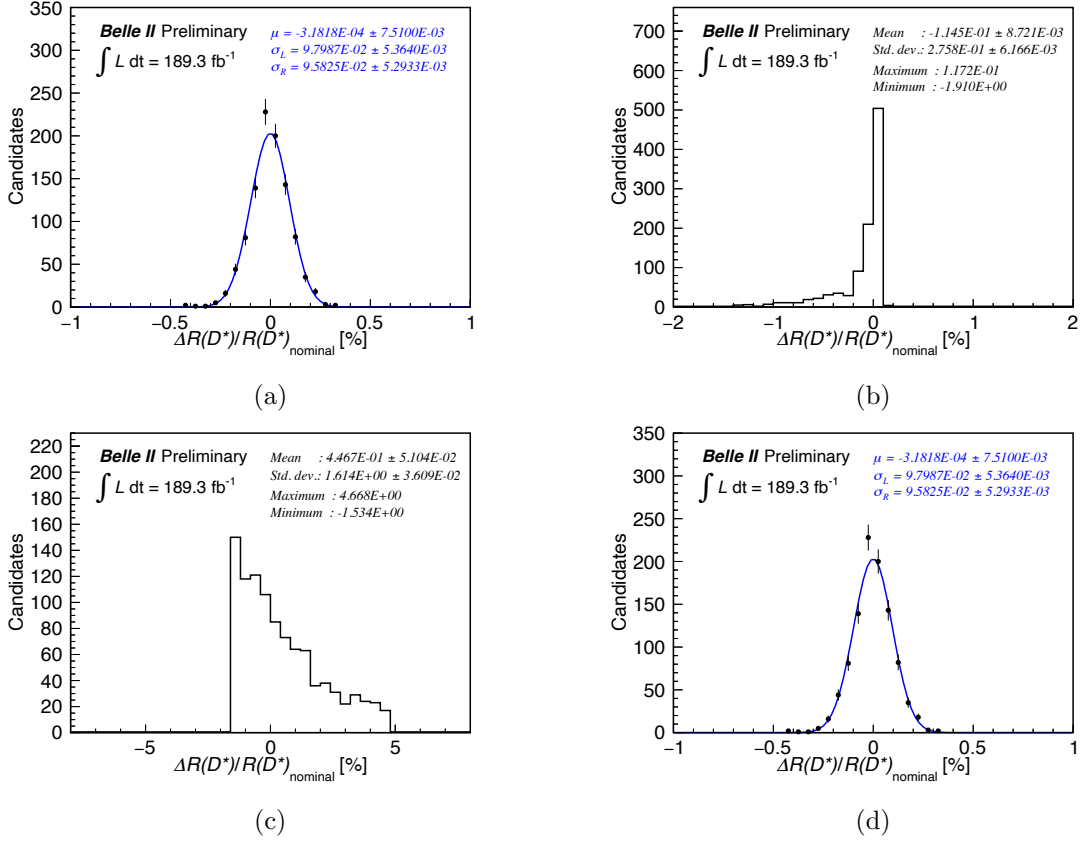 350
300
250
200
150
100
50
0
Candidates
Belle II Preliminary
∫ L dt = 189.3 fb⁻¹
μ = -3.1818E-04 ± 7.5100E-03
σ_L = 9.7987E-02 ± 5.3640E-03
σ_R = 9.5825E-02 ± 5.2933E-03
−1 −0.5 0 0.5 1
ΔR(D*)/R(D*)nominal [%]
(a)
700
600
500
400
300
200
100
0
Candidates
Belle II Preliminary
∫ L dt = 189.3 fb⁻¹
Mean : -1.145E-01 ± 8.721E-03
Std. dev.: 2.758E-01 ± 6.166E-03
Maximum : 1.172E-01
Minimum : -1.910E+00
−2 −1 0 1 2
ΔR(D*)/R(D*)nominal [%]
(b)
220
200
180
160
140
120
100
80
60
40
20
0
Candidates
Belle II Preliminary
∫ L dt = 189.3 fb⁻¹
Mean : 4.467E-01 ± 5.104E-02
Std. dev.: 1.614E+00 ± 3.609E-02
Maximum : 4.668E+00
Minimum : -1.534E+00
−5 0 5
ΔR(D*)/R(D*)nominal [%]
(c)
350
300
250
200
150
100
50
0
Candidates
Belle II Preliminary
∫ L dt = 189.3 fb⁻¹
μ = -3.1818E-04 ± 7.5100E-03
σ_L = 9.7987E-02 ± 5.3640E-03
σ_R = 9.5825E-02 ± 5.2933E-03
−1 −0.5 0 0.5 1
ΔR(D*)/R(D*)nominal [%]
(d)